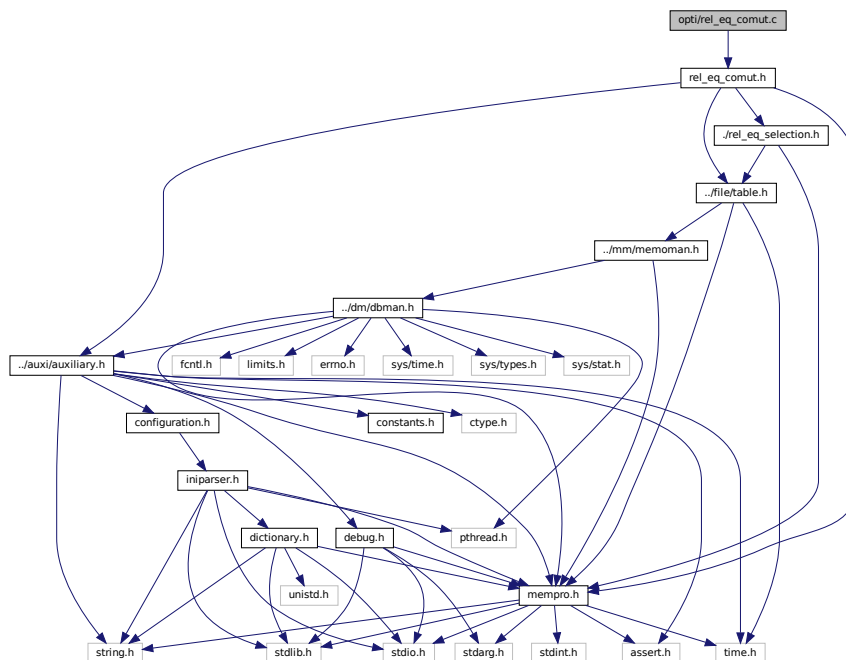 opti/rel_eq_comut.c
rel_eq_comut.h
./rel_eq_selection.h
../file/table.h
../mm/memoman.h
../dm/dbman.h
../auxi/auxiliary.h
fcntl.h
limits.h
errno.h
sys/time.h
sys/types.h
sys/stat.h
configuration.h
constants.h
ctype.h
iniparser.h
dictionary.h
debug.h
pthread.h
unistd.h
mempro.h
string.h
stdlib.h
stdio.h
stdarg.h
stdint.h
assert.h
time.h